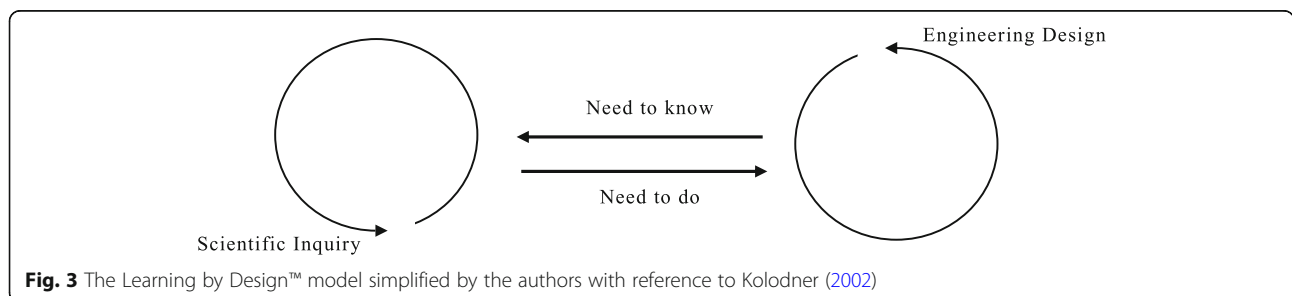 Engineering Design
Need to know
Need to do
Scientific Inquiry
Fig. 3 The Learning by Design™ model simplified by the authors with reference to Kolodner (2002)